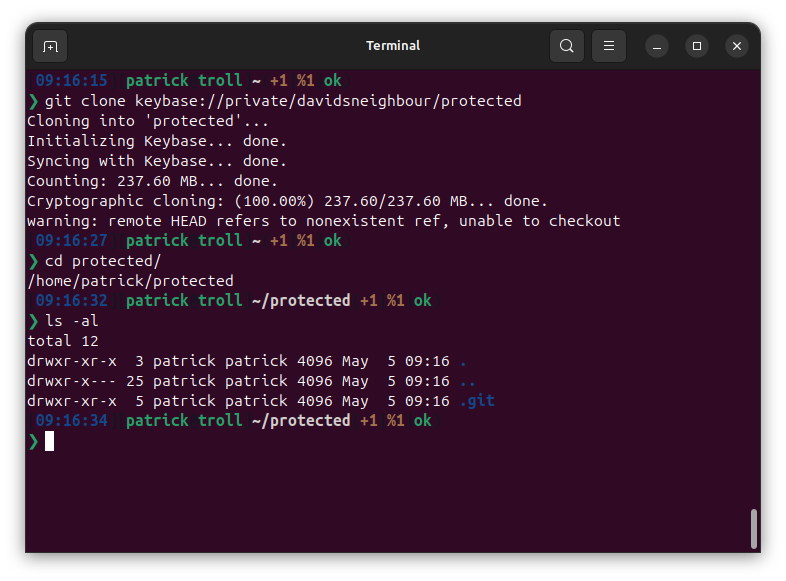 Terminal
09:16:15 patrick troll ~ +1 %1 ok
❯ git clone keybase://private/davidsneighbour/protected
Cloning into 'protected'...
Initializing Keybase... done.
Syncing with Keybase... done.
Counting: 237.60 MB... done.
Cryptographic cloning: (100.00%) 237.60/237.60 MB... done.
warning: remote HEAD refers to nonexistent ref, unable to checkout
09:16:27 patrick troll ~ +1 %1 ok
❯ cd protected/
/home/patrick/protected
09:16:32 patrick troll ~/protected +1 %1 ok
❯ ls -al
total 12
drwxr-xr-x  3 patrick patrick 4096 May  5 09:16 .
drwxr-x--- 25 patrick patrick 4096 May  5 09:16 ..
drwxr-xr-x  5 patrick patrick 4096 May  5 09:16 .git
09:16:34 patrick troll ~/protected +1 %1 ok
❯